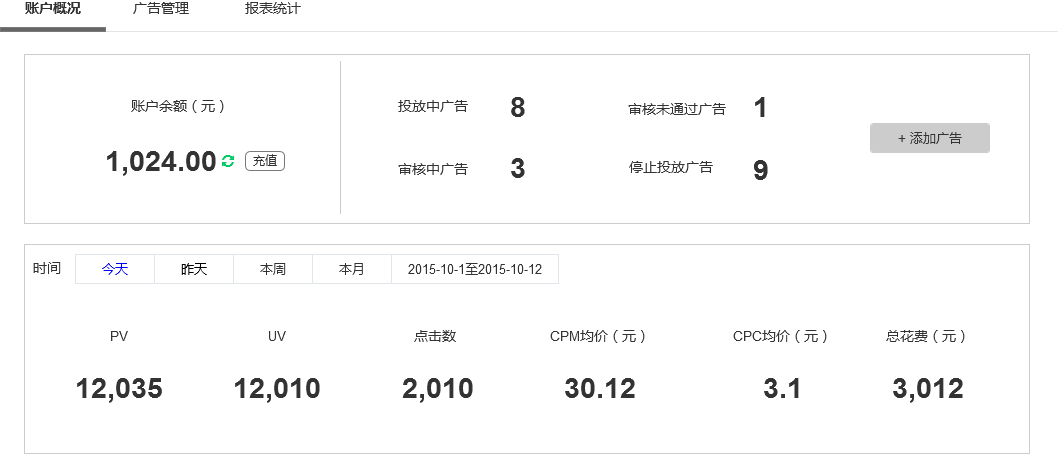 账户概况 广告管理 报表统计
账户余额（元） 投放中广告 8 审核未通过广告 1
+ 添加广告
1,024.00 充值 审核中广告 3 停止投放广告 9
时间 今天 昨天 本周 本月 2015-10-1至2015-10-12
PV UV 点击数 CPM均价（元） CPC均价（元） 总花费（元）
12,035 12,010 2,010 30.12 3.1 3,012